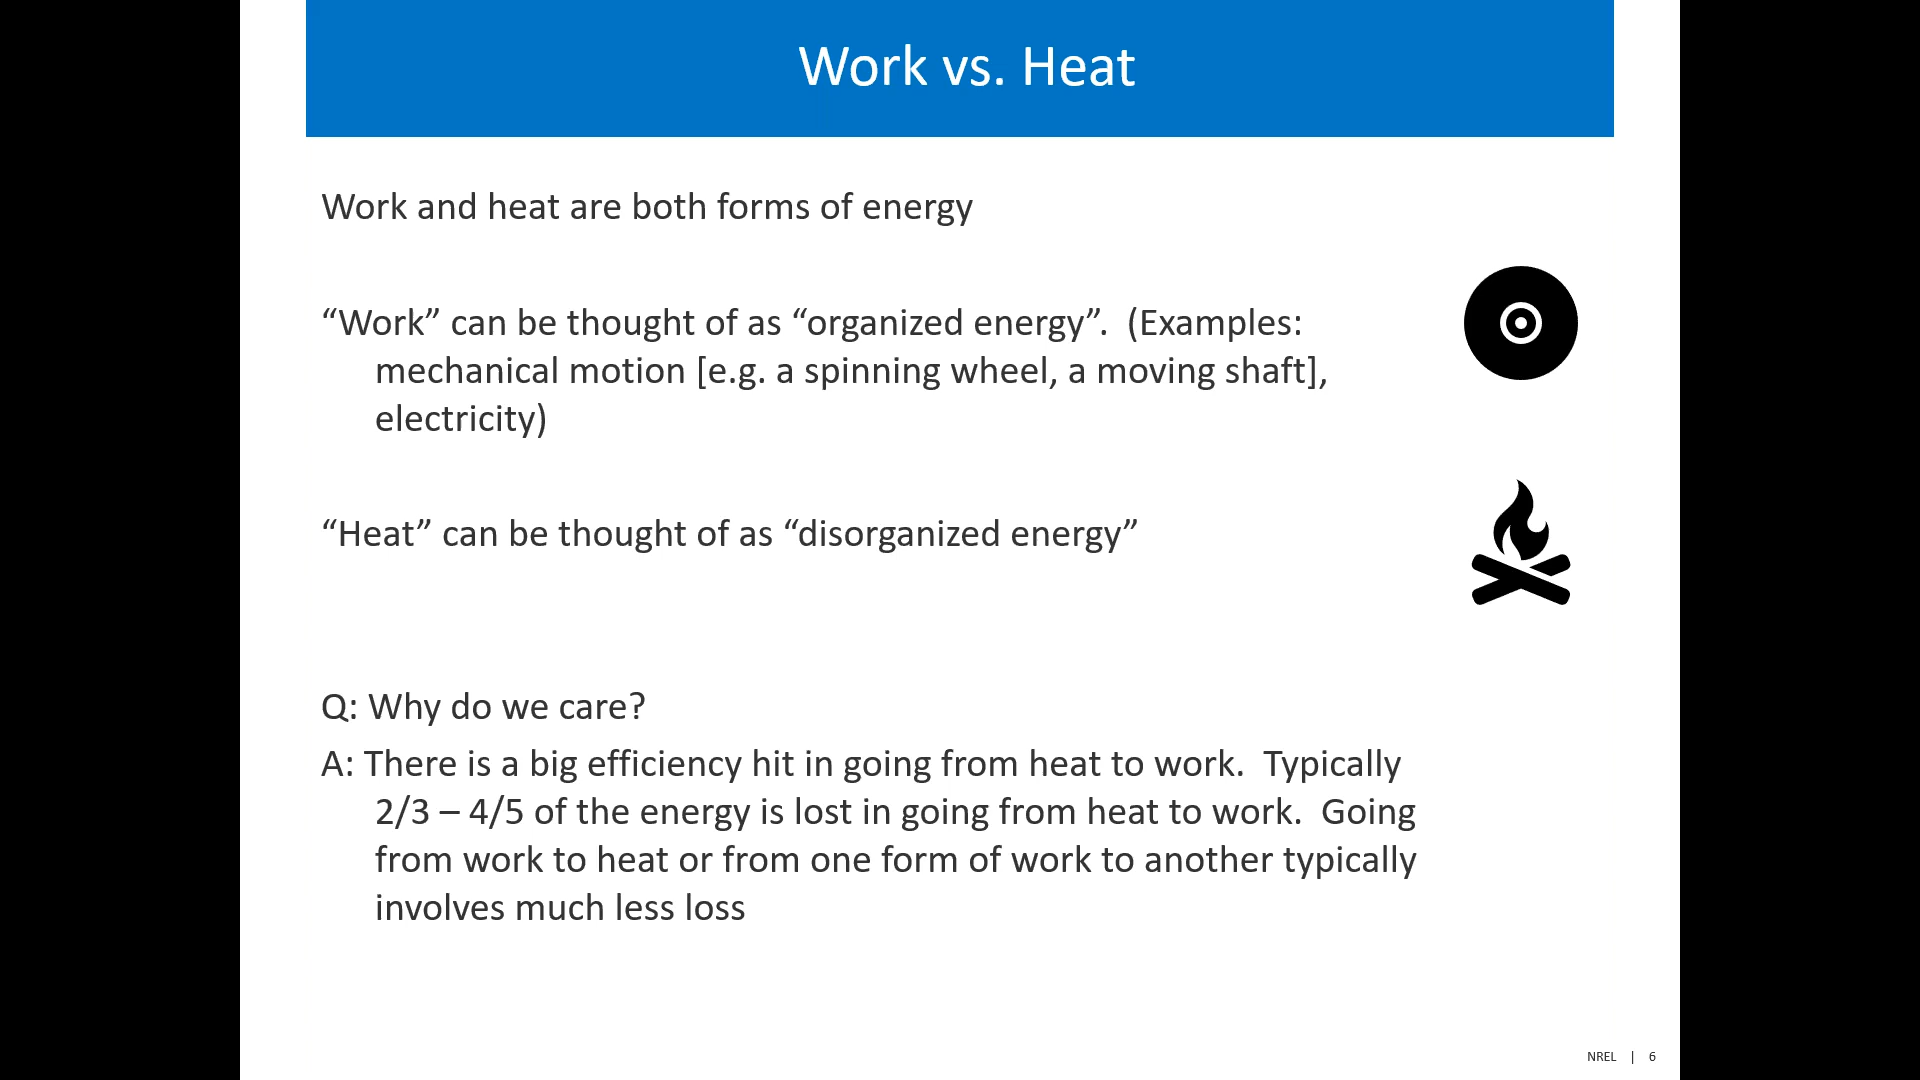 Work vs. Heat
Work and heat are both forms of energy
“Work” can be thought of as “organized energy”.  (Examples:
mechanical motion [e.g. a spinning wheel, a moving shaft],
electricity)
“Heat” can be thought of as “disorganized energy”
Q: Why do we care?
A: There is a big efficiency hit in going from heat to work.  Typically
2/3 – 4/5 of the energy is lost in going from heat to work.  Going
from work to heat or from one form of work to another typically
involves much less loss
NREL | 6